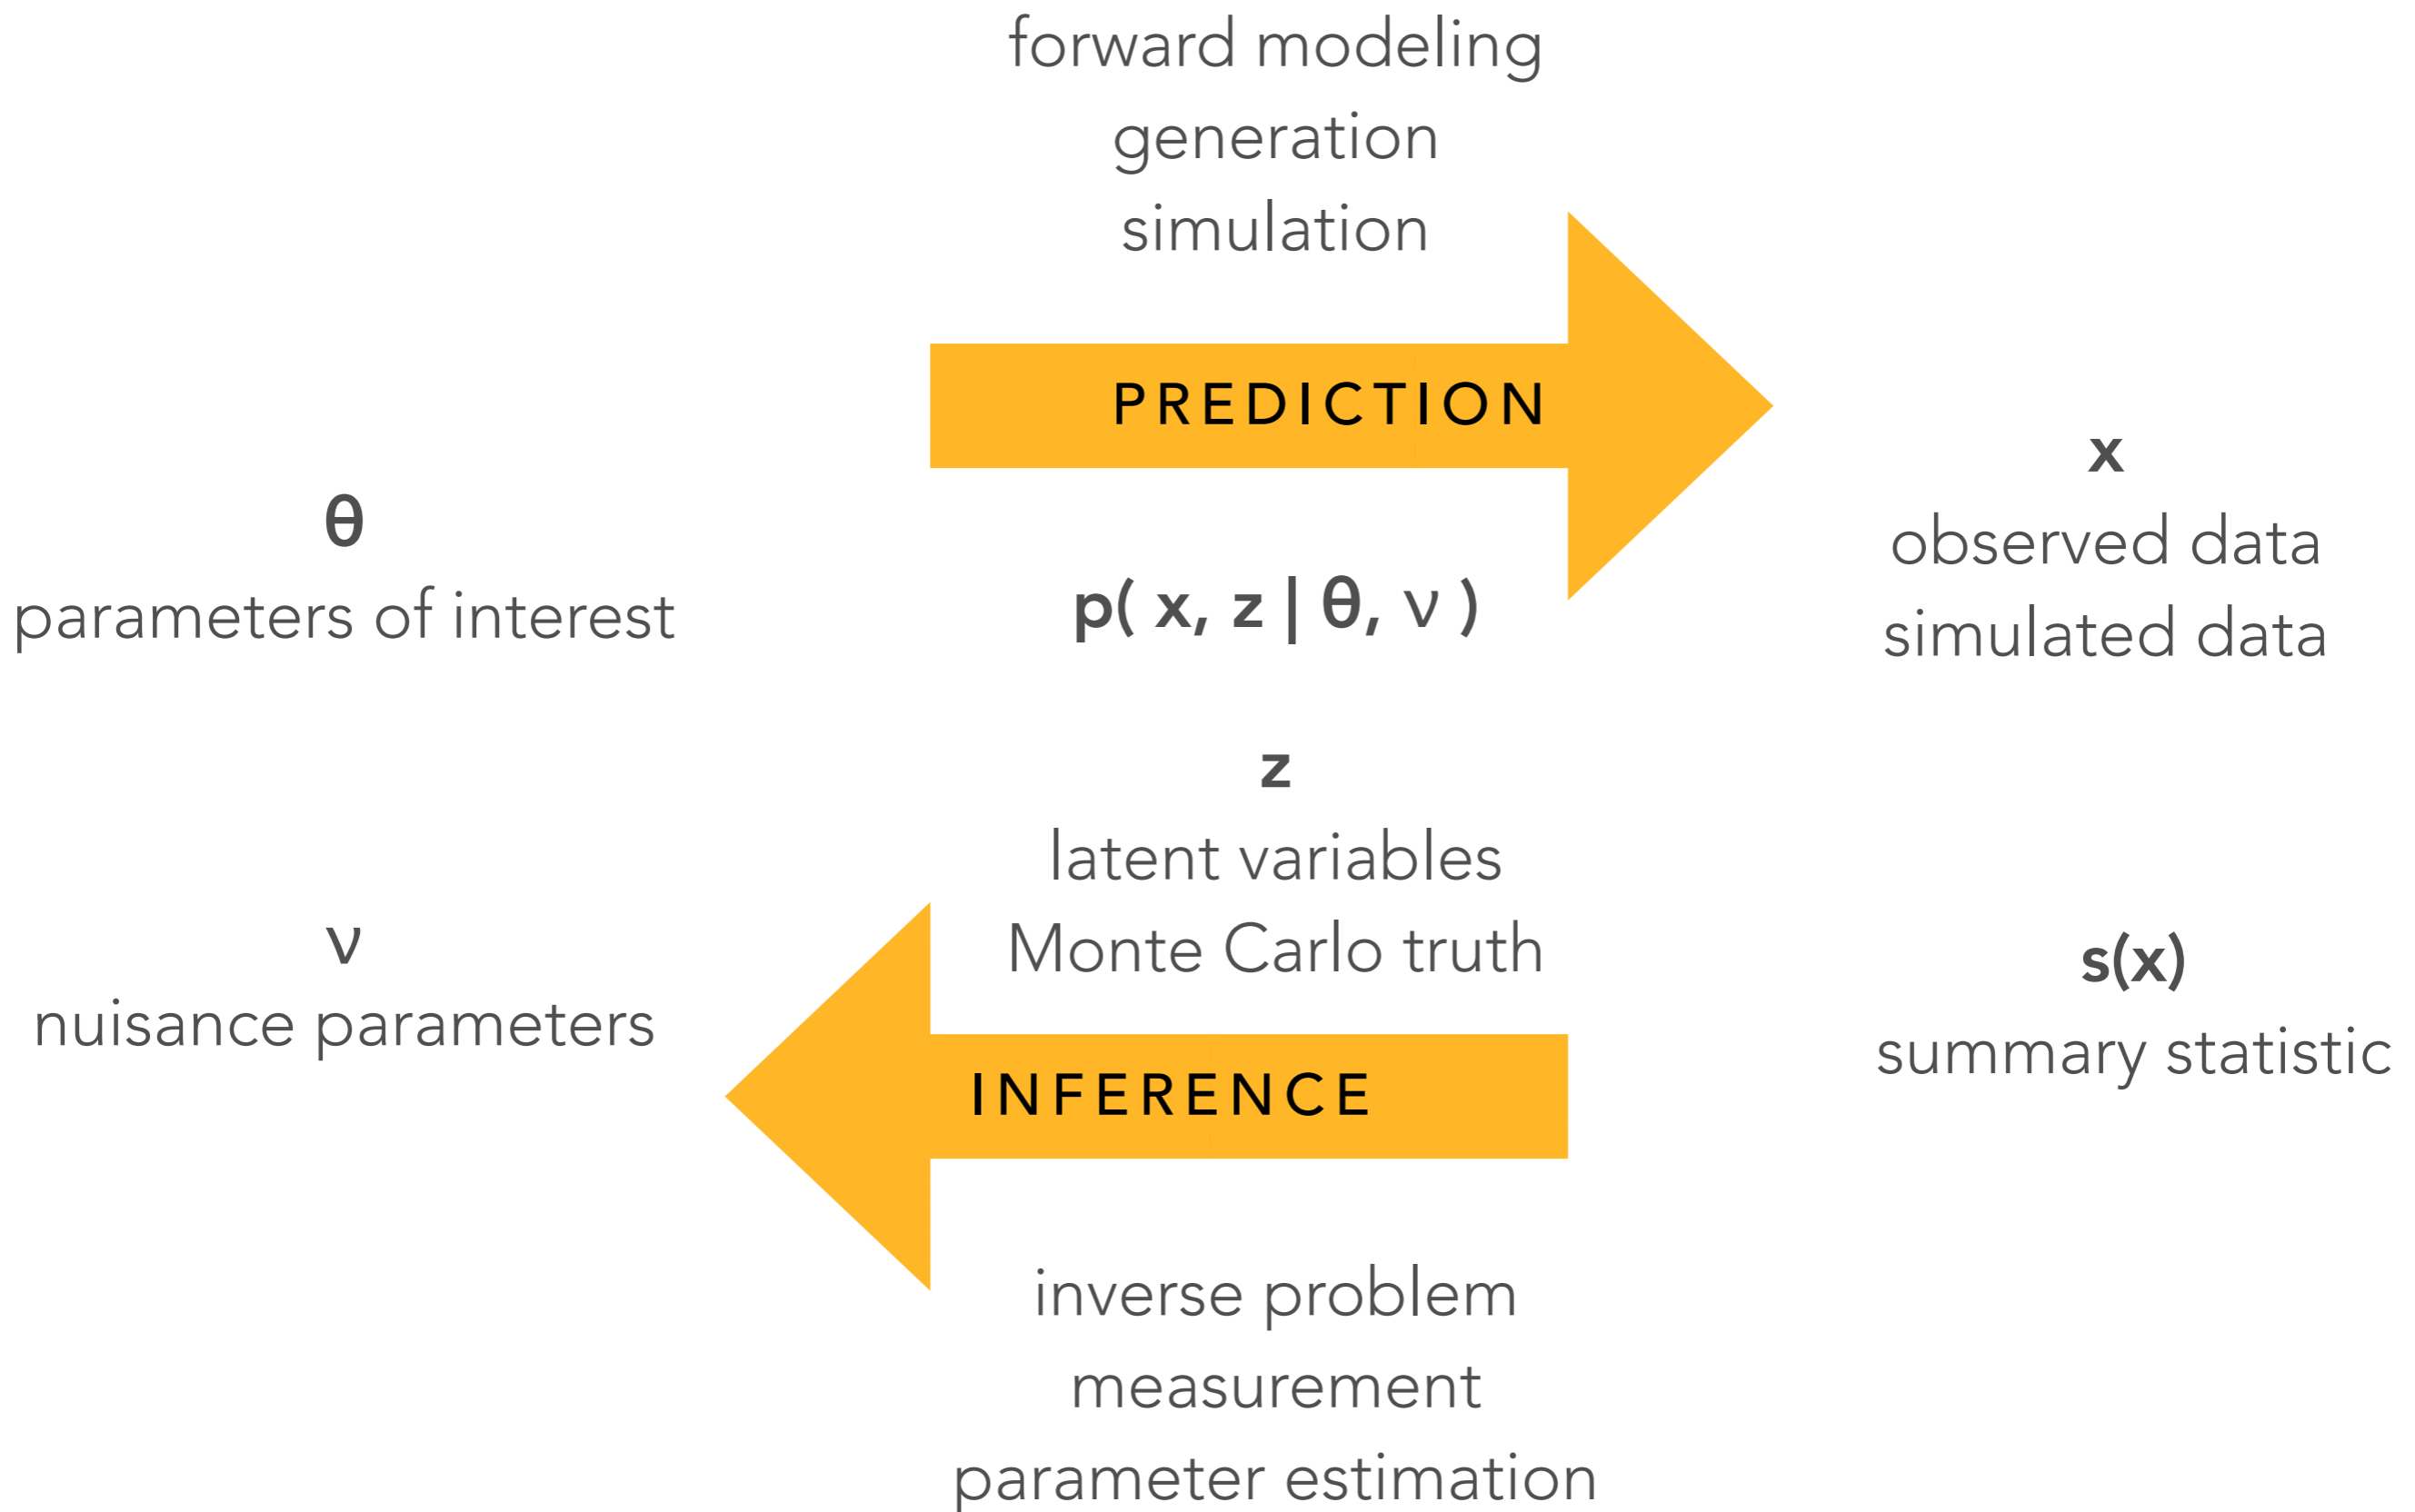 forward modeling
generation
simulation
PREDICTION
θ
parameters of interest
p( x, z | θ, ν )
x
observed data
simulated data
z
latent variables
Monte Carlo truth
ν
nuisance parameters
s(x)
summary statistic
INFERENCE
inverse problem
measurement
parameter estimation